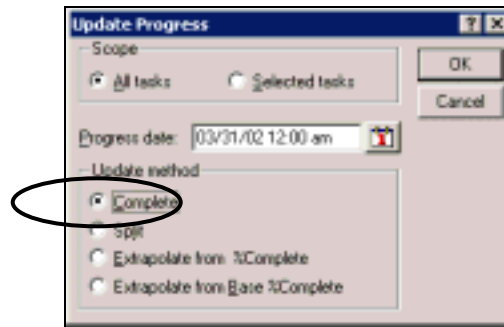 Update Progress
Scope
OK
All tasks Selected tasks
Cancel
Progress date: 03/31/02 12:00 am
Update method
Complete
Split
Extrapolate from %Complete
Extrapolate from Base %Complete